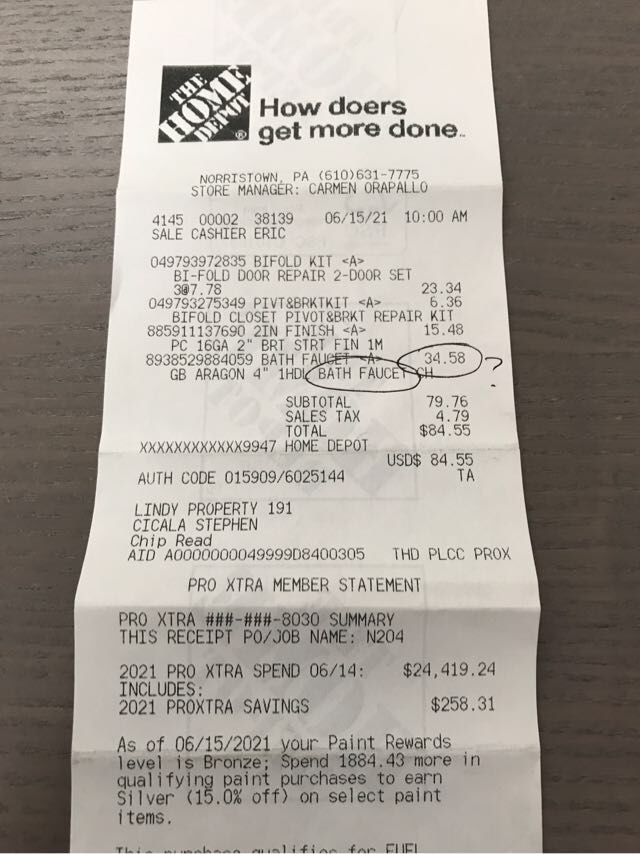 THE
HOME
DEPOT
®
How doers
get more done™
NORRISTOWN, PA (610)631-7775
STORE MANAGER: CARMEN ORAPALLO
4145 00002 38139 06/15/21 10:00 AM
SALE CASHIER ERIC
049793972835 BIFOLD KIT <A>
BI-FOLD DOOR REPAIR 2-DOOR SET
3@7.78 23.34
049793275349 PIVT&BRKTKIT <A> 6.36
BIFOLD CLOSET PIVOT&BRKT REPAIR KIT
885911137690 2IN FINISH <A> 15.48
PC 16GA 2" BRT STRT FIN 1M
8938529884059 BATH FAUCET <A> 34.58 ?
GB ARAGON 4" 1HDL BATH FAUCET CH
SUBTOTAL 79.76
SALES TAX 4.79
TOTAL $84.55
XXXXXXXXXXXX9947 HOME DEPOT
USD$ 84.55
AUTH CODE 015909/6025144 TA
LINDY PROPERTY 191
CICALA STEPHEN
Chip Read
AID A0000000049999D8400305 THD PLCC PROX
PRO XTRA MEMBER STATEMENT
PRO XTRA ###-###-8030 SUMMARY
THIS RECEIPT PO/JOB NAME: N204
2021 PRO XTRA SPEND 06/14: $24,419.24
INCLUDES:
2021 PROXTRA SAVINGS $258.31
As of 06/15/2021 your Paint Rewards
level is Bronze; Spend 1884.43 more in
qualifying paint purchases to earn
Silver (15.0% off) on select paint
items.
This purchase qualifies for FUEL